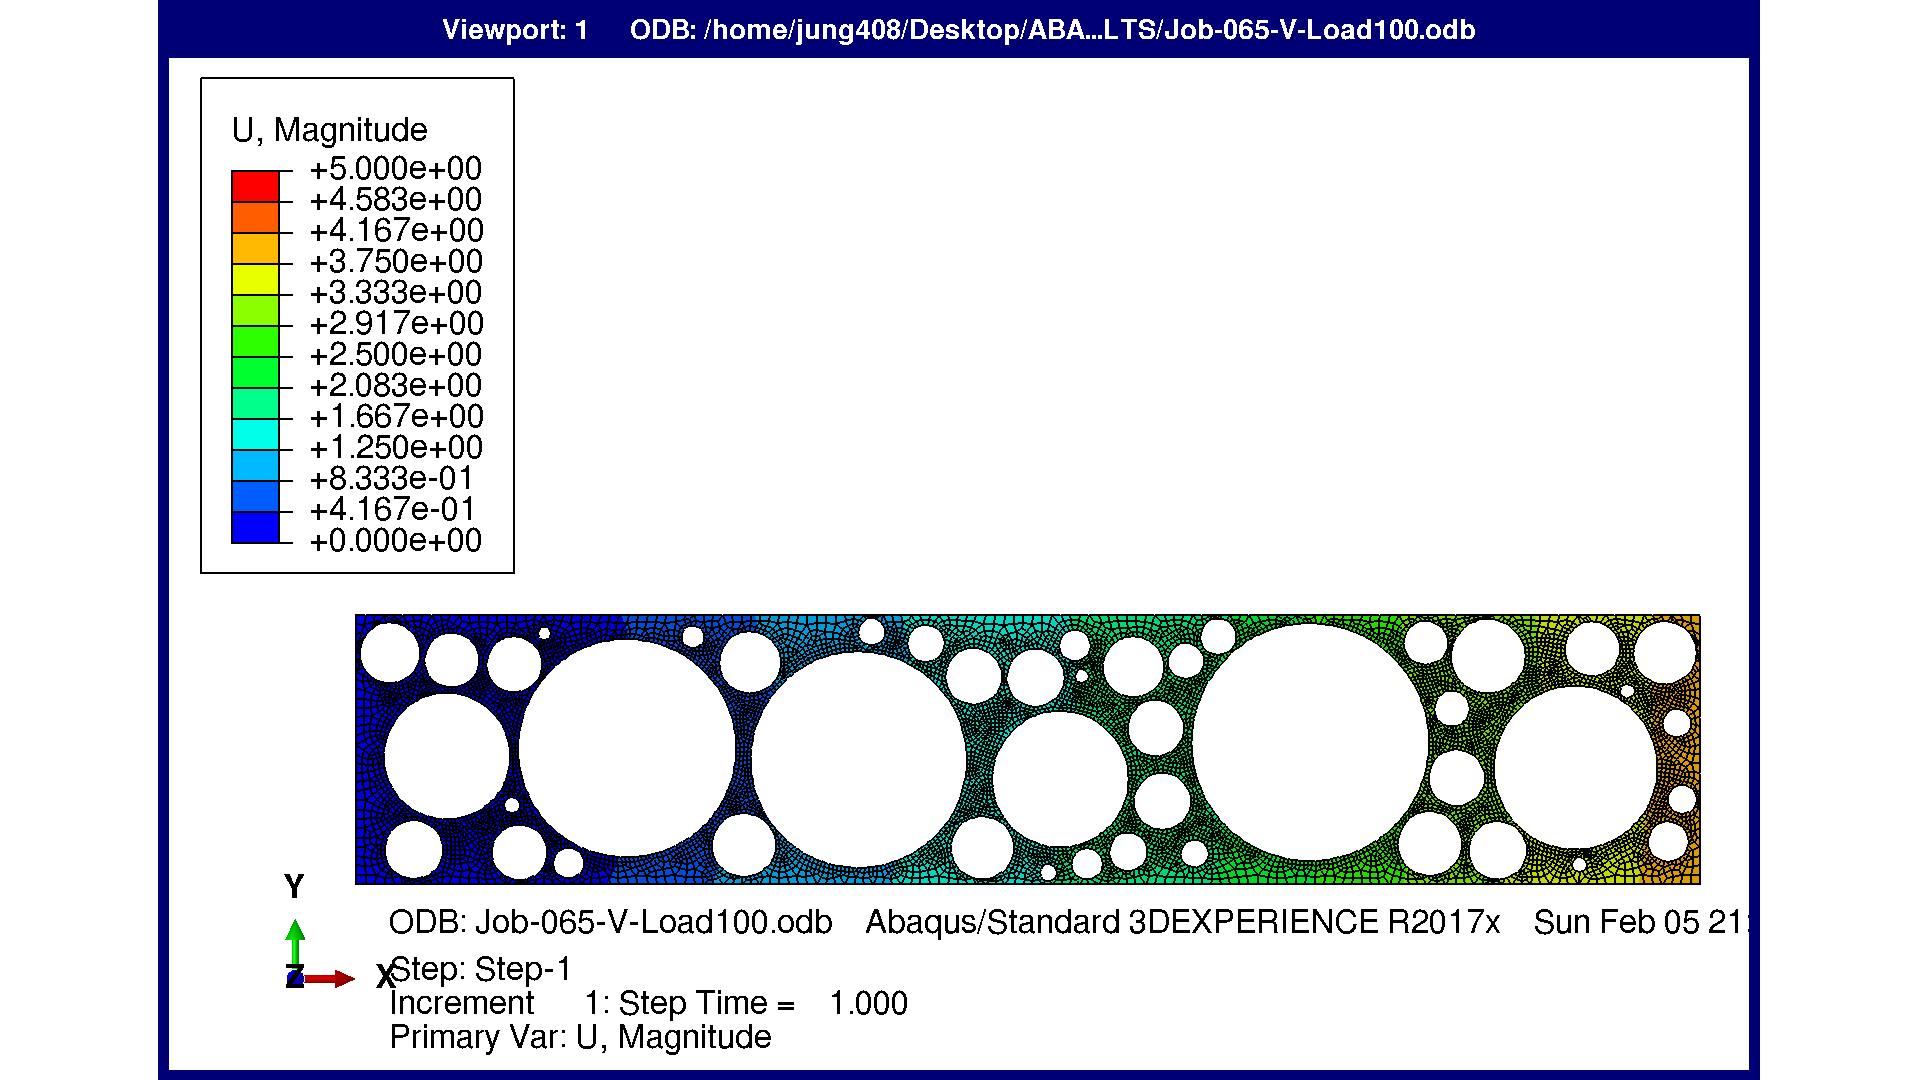 Viewport: 1 ODB: /home/jung408/Desktop/ABA...LTS/Job-065-V-Load100.odb
U, Magnitude
+5.000e+00
+4.583e+00
+4.167e+00
+3.750e+00
+3.333e+00
+2.917e+00
+2.500e+00
+2.083e+00
+1.667e+00
+1.250e+00
+8.333e-01
+4.167e-01
+0.000e+00
Y
Z
X
ODB: Job-065-V-Load100.odb Abaqus/Standard 3DEXPERIENCE R2017x Sun Feb 05 21:
Step: Step-1
Increment 1: Step Time = 1.000
Primary Var: U, Magnitude